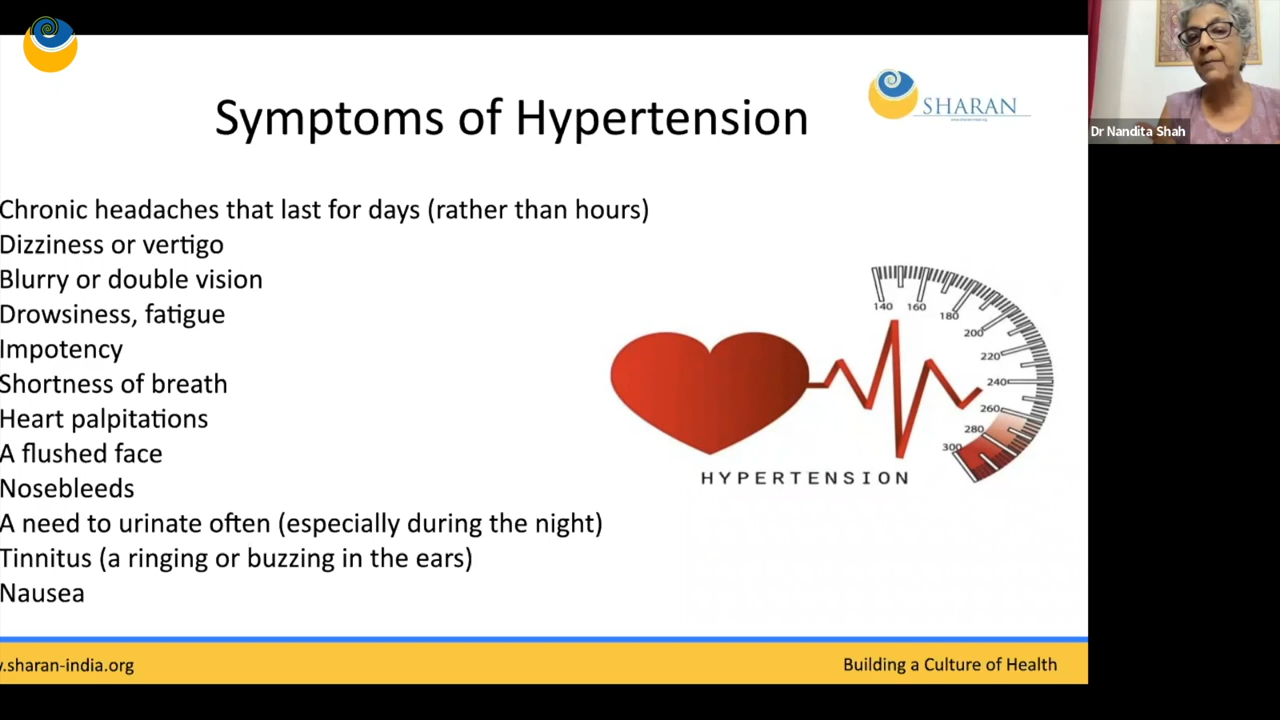 Symptoms of Hypertension
SHARAN
Dr Nandita Shah
Chronic headaches that last for days (rather than hours)
Dizziness or vertigo
Blurry or double vision
Drowsiness, fatigue
Impotency
Shortness of breath
Heart palpitations
A flushed face
Nosebleeds
A need to urinate often (especially during the night)
Tinnitus (a ringing or buzzing in the ears)
Nausea
140
160
180
200
220
240
260
280
300
HYPERTENSION
.sharan-india.org
Building a Culture of Health